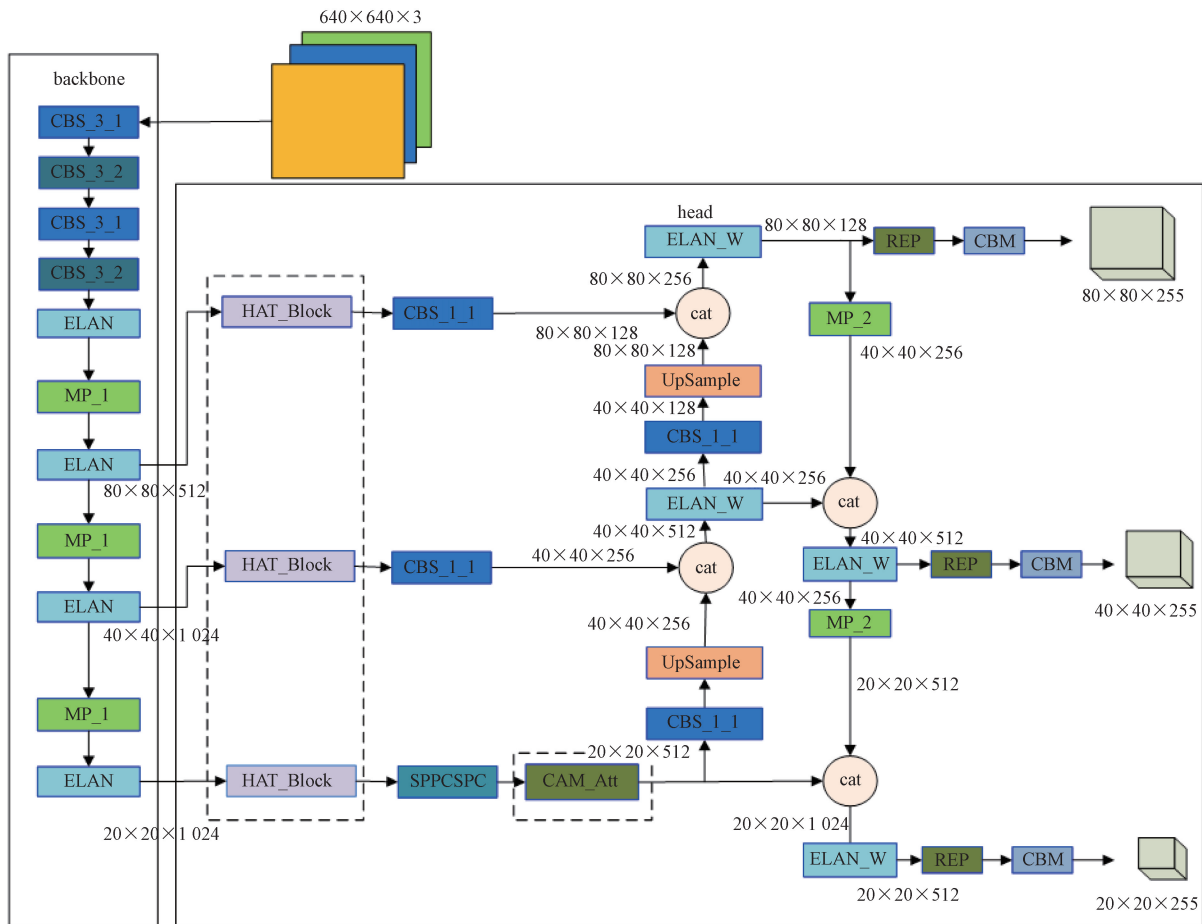 640×640×3
backbone
CBS_3_1
CBS_3_2
CBS_3_1
CBS_3_2
ELAN
MP_1
ELAN
80×80×512
MP_1
ELAN
40×40×1 024
MP_1
ELAN
20×20×1 024
HAT_Block
CBS_1_1
80×80×128
HAT_Block
CBS_1_1
40×40×256
HAT_Block
SPPCSPC
CAM_Att
20×20×512
head
ELAN_W
80×80×128
REP
CBM
80×80×255
80×80×256
cat
80×80×128
UpSample
40×40×128
CBS_1_1
40×40×256
ELAN_W
40×40×256
40×40×512
cat
40×40×256
UpSample
CBS_1_1
MP_2
40×40×256
cat
40×40×512
ELAN_W
REP
CBM
40×40×255
40×40×256
MP_2
20×20×512
cat
20×20×1 024
ELAN_W
REP
CBM
20×20×512
20×20×255